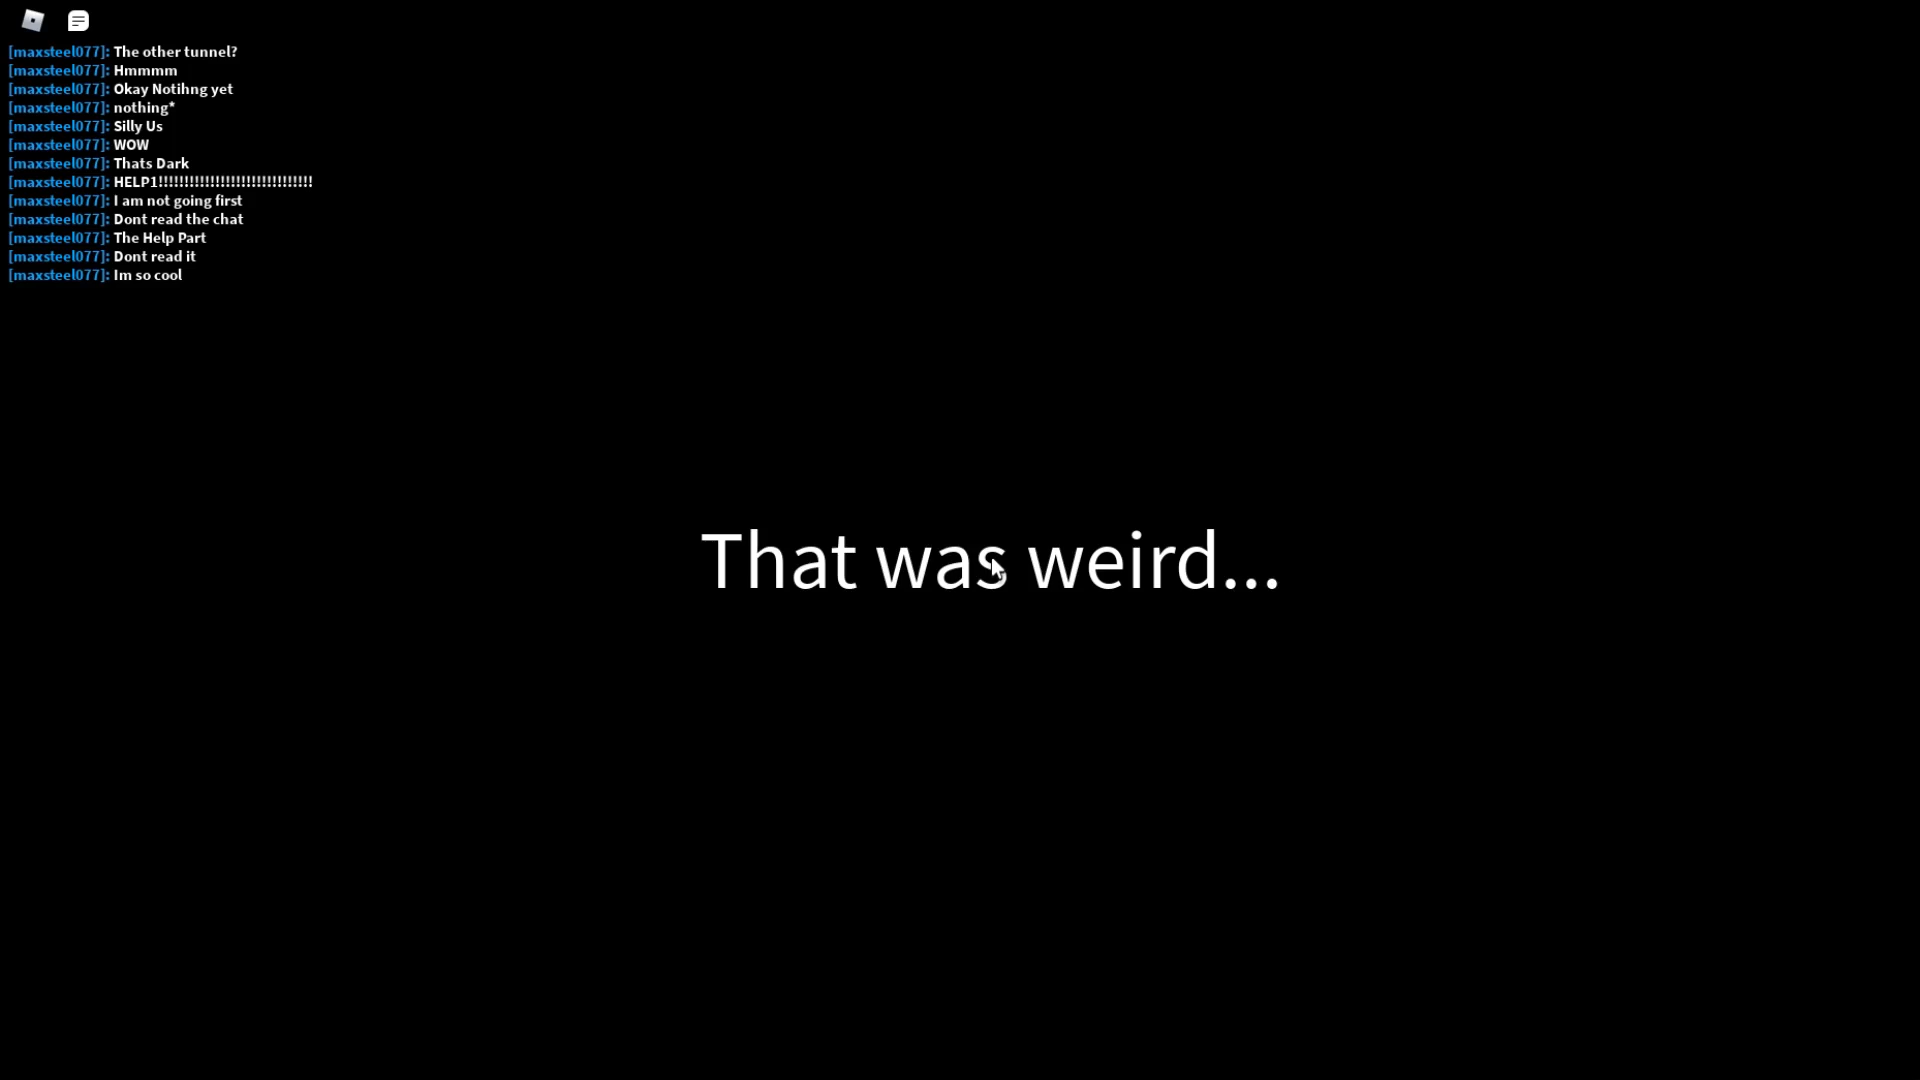 [maxsteel077]: The other tunnel?
[maxsteel077]: Hmmmm
[maxsteel077]: Okay Notihng yet
[maxsteel077]: nothing*
[maxsteel077]: Silly Us
[maxsteel077]: WOW
[maxsteel077]: Thats Dark
[maxsteel077]: HELP1!!!!!!!!!!!!!!!!!!!!!!!!!!!!!!
[maxsteel077]: I am not going first
[maxsteel077]: Dont read the chat
[maxsteel077]: The Help Part
[maxsteel077]: Dont read it
[maxsteel077]: Im so cool
That was weird...